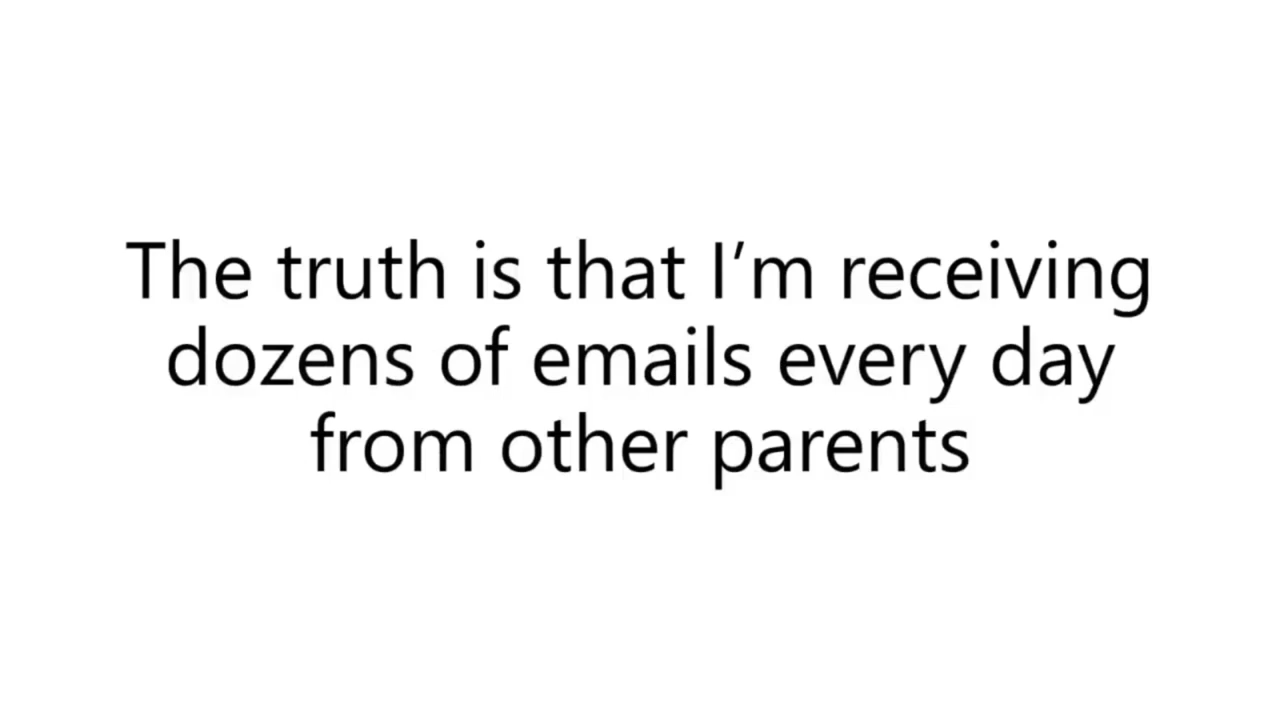 The truth is that I’m receiving
dozens of emails every day
from other parents